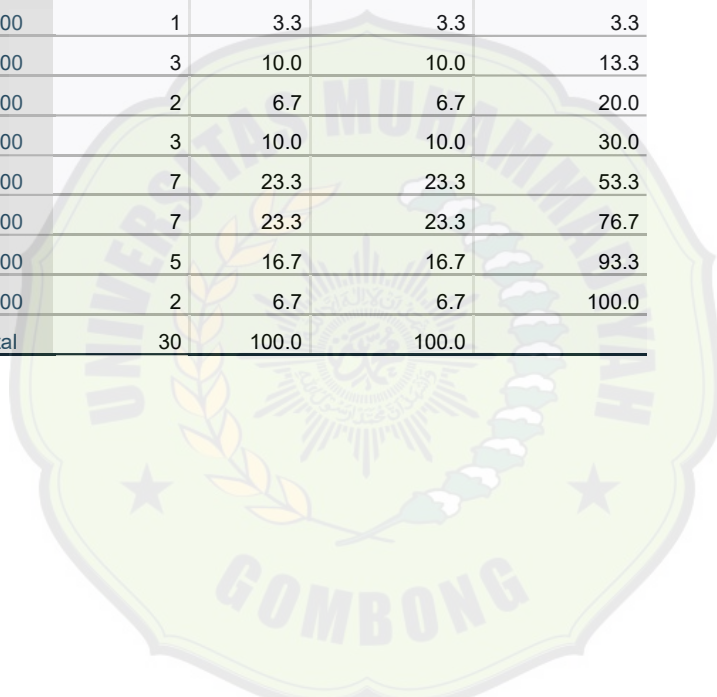 00 1 3.3 3.3 3.3
00 3 10.0 10.0 13.3
00 2 6.7 6.7 20.0
00 3 10.0 10.0 30.0
00 7 23.3 23.3 53.3
00 7 23.3 23.3 76.7
00 5 16.7 16.7 93.3
00 2 6.7 6.7 100.0
tal 30 100.0 100.0
UNIVERSITAS MUHAMMADIYAH
GOMBONG